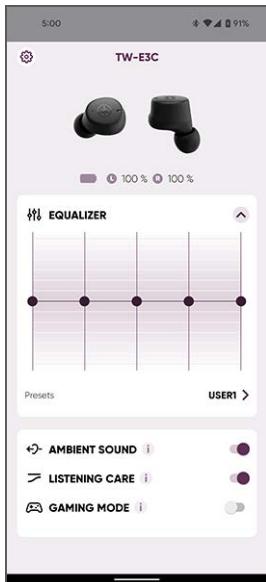 5:00 91%
TW-E3C
L 100 % R 100 %
EQUALIZER
Presets USER1
AMBIENT SOUND i
LISTENING CARE i
GAMING MODE i